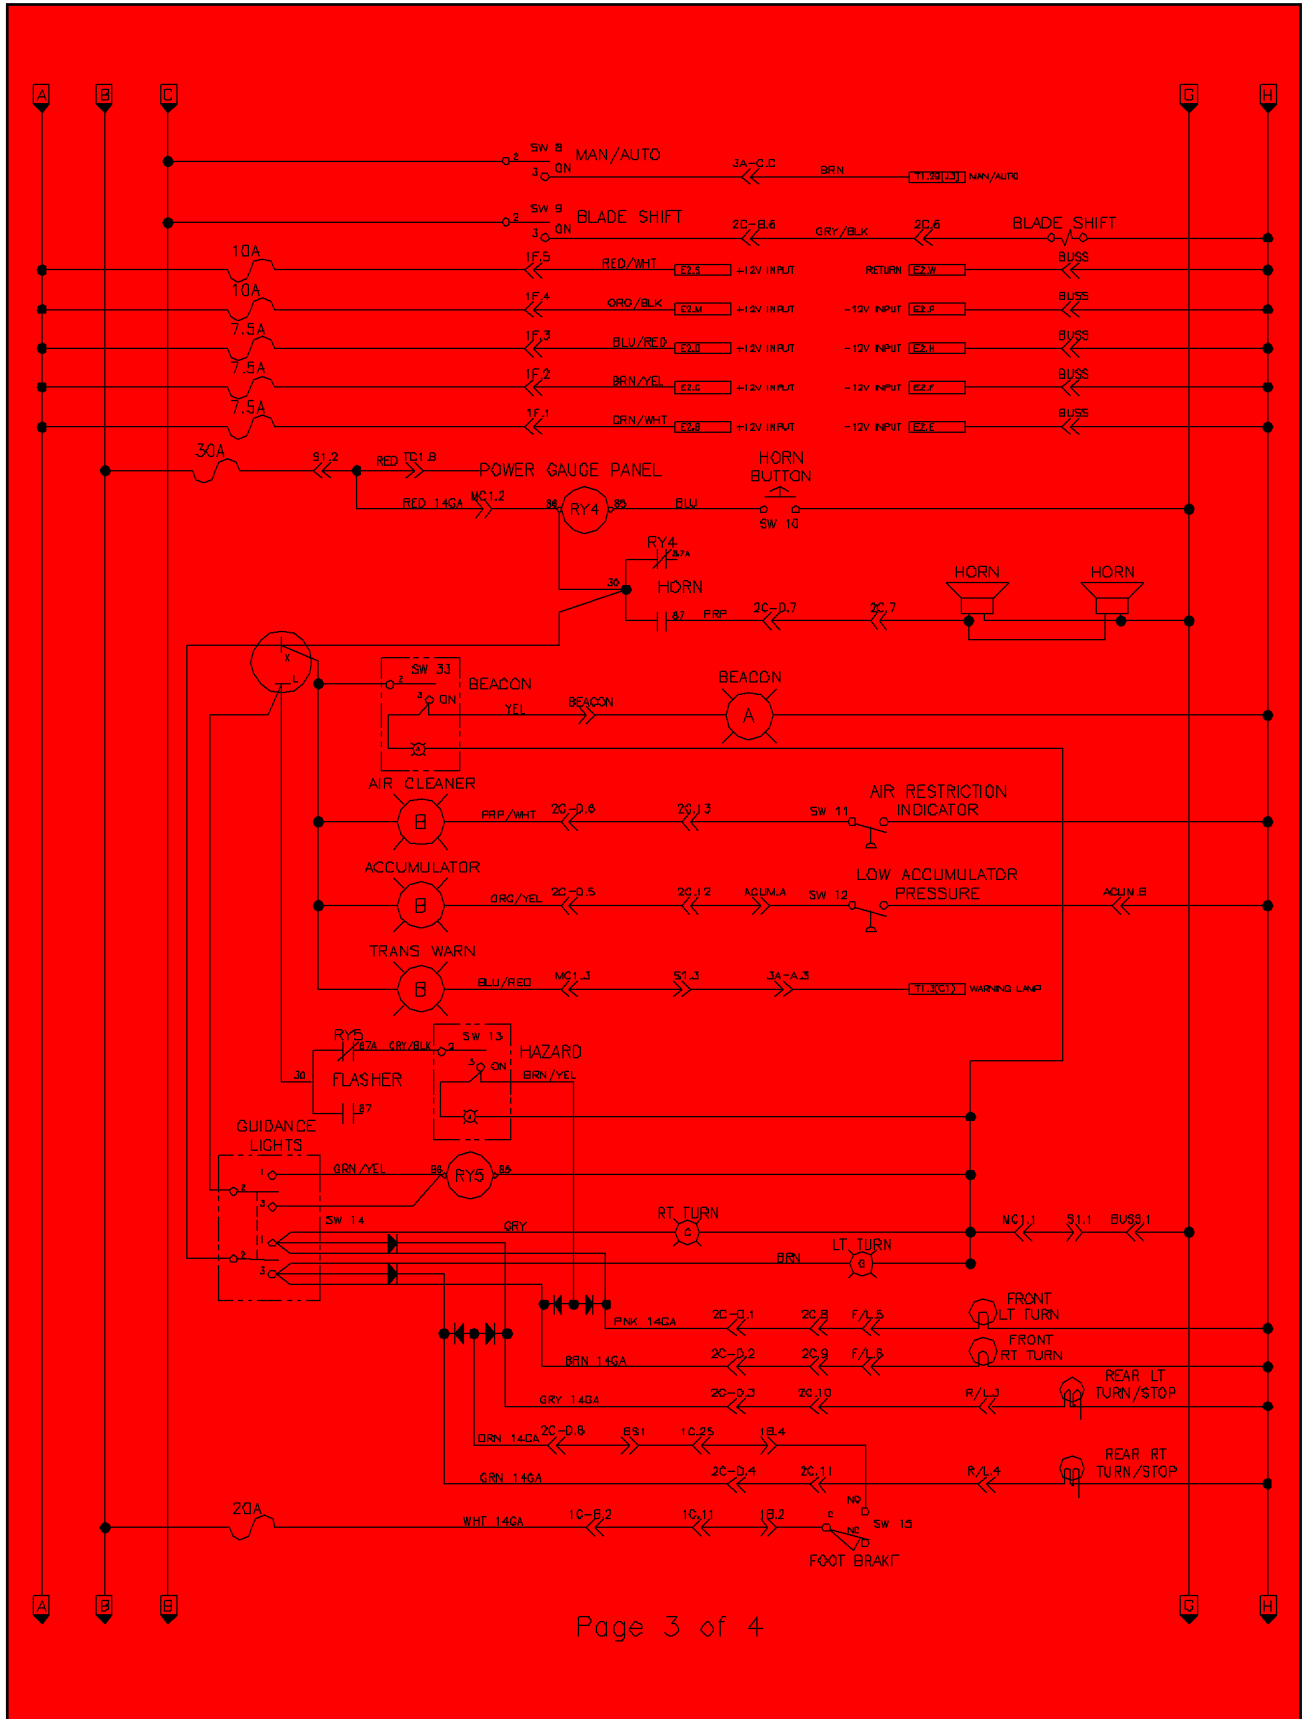 A B C G H
SW 8 MAN/AUTO
2
3 ON
3A-C.C BRN T1.29(J3) MAN/AUTO
SW 9 BLADE SHIFT
2
3 ON
2C-B.6 GRY/BLK 2C.6 BLADE SHIFT
10A 1F.5 RED/WHT E2.S +12V INPUT RETURN E2.W BUSS
10A 1F.4 ORG/BLK E2.M +12V INPUT -12V INPUT E2.P BUSS
7.5A 1F.3 BLU/RED E2.D +12V INPUT -12V INPUT E2.H BUSS
7.5A 1F.2 BRN/YEL E2.C +12V INPUT -12V INPUT E2.F BUSS
7.5A 1F.1 GRN/WHT E2.B +12V INPUT -12V INPUT E2.E BUSS
30A S1.2 RED TC1.8 POWER GAUGE PANEL
HORN
BUTTON
RED 14GA MC1.2 86 RY4 85 BLU
SW 10
RY4
87A
30 HORN
HORN HORN
87 PRP 2C-D.7 2C.7
X
L
SW 33
2
BEACON
3 ON
YEL BEACON
BEACON
A
AIR CLEANER
B PRP/WHT 2C-D.6 2C.13 SW 11
AIR RESTRICTION
INDICATOR
ACCUMULATOR
B ORG/YEL 2C-D.5 2C.12 ACUM.A SW 12
LOW ACCUMULATOR
PRESSURE
ACUM.B
TRANS WARN
B BLU/RED MC1.3 S1.3 3A-A.3 T1.3(C1) WARNING LAMP
RY5
87A GRY/BLK
SW 13
2
HAZARD
3 ON
BRN/YEL
30 FLASHER
87
GUIDANCE
LIGHTS
1 GRN/YEL 86 RY5 85
2
3
SW 14
GRY RT TURN
G
MC1.1 S1.1 BUSS.1
1
2
3
BRN LT TURN
G
PNK 14GA 2C-D.1 2C.8 F/L.5
FRONT
LT TURN
BRN 14GA 2C-D.2 2C.9 F/L.6
FRONT
RT TURN
GRY 14GA 2C-D.3 2C.10 R/L.3
REAR LT
TURN/STOP
ORN 14GA 2C-D.8 BS1 1C.25 1B.4
GRN 14GA 2C-D.4 2C.11 R/L.4
REAR RT
TURN/STOP
20A WHT 14GA 1C-B.2 1C.11 1B.2
C
NO
NC
SW 15
FOOT BRAKE
A B B G H
Page 3 of 4